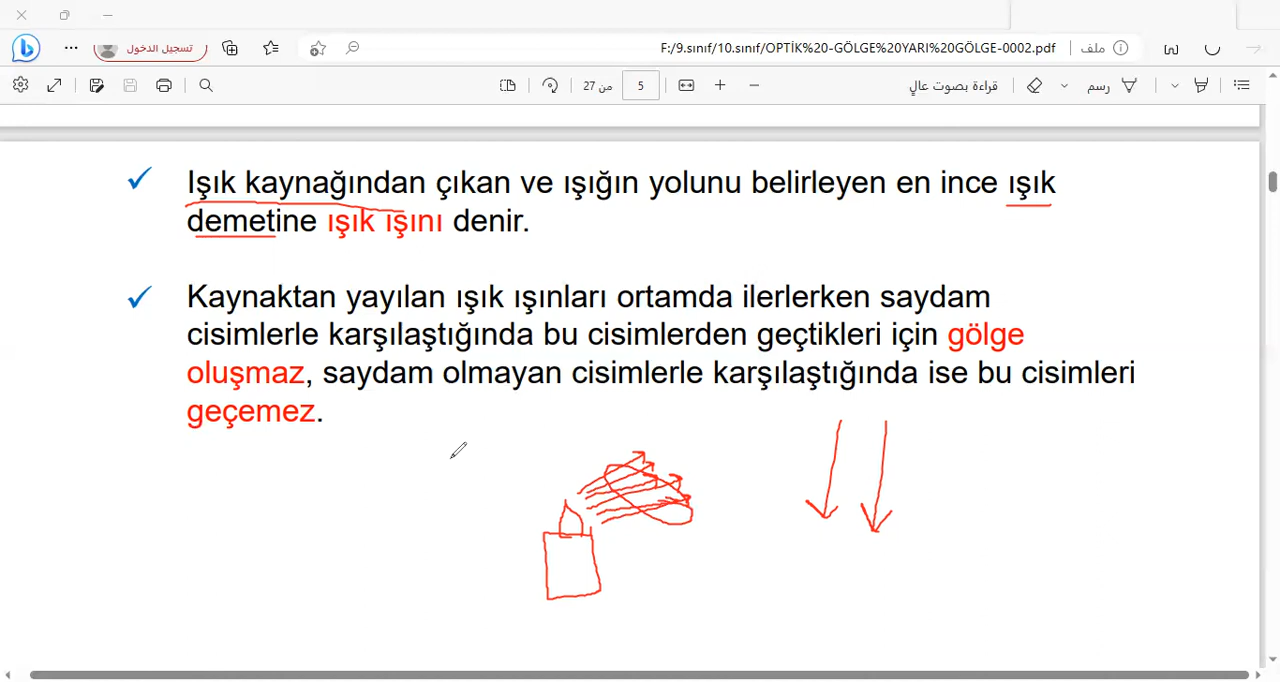 تسجيل الدخول
F:/9.sınıf/10.sınıf/OPTİK%20-GÖLGE%20YARI%20GÖLGE-0002.pdf
ملف
27 من
5
قراءة بصوت عالٍ
رسم
Işık kaynağından çıkan ve ışığın yolunu belirleyen en ince ışık
demetine ışık ışını denir.
Kaynaktan yayılan ışık ışınları ortamda ilerlerken saydam
cisimlerle karşılaştığında bu cisimlerden geçtikleri için gölge
oluşmaz, saydam olmayan cisimlerle karşılaştığında ise bu cisimleri
geçemez.